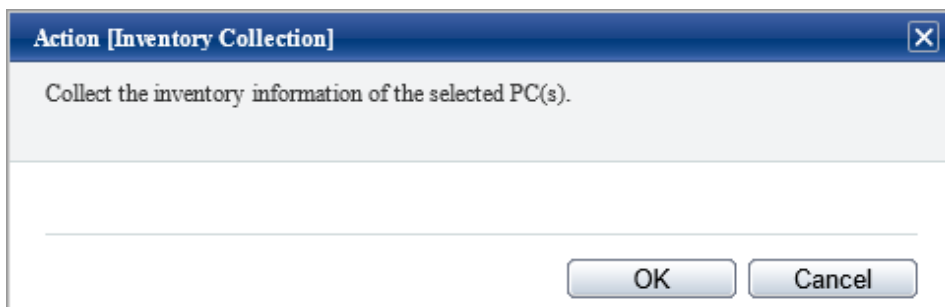 Action [Inventory Collection]
Collect the inventory information of the selected PC(s).
OK
Cancel